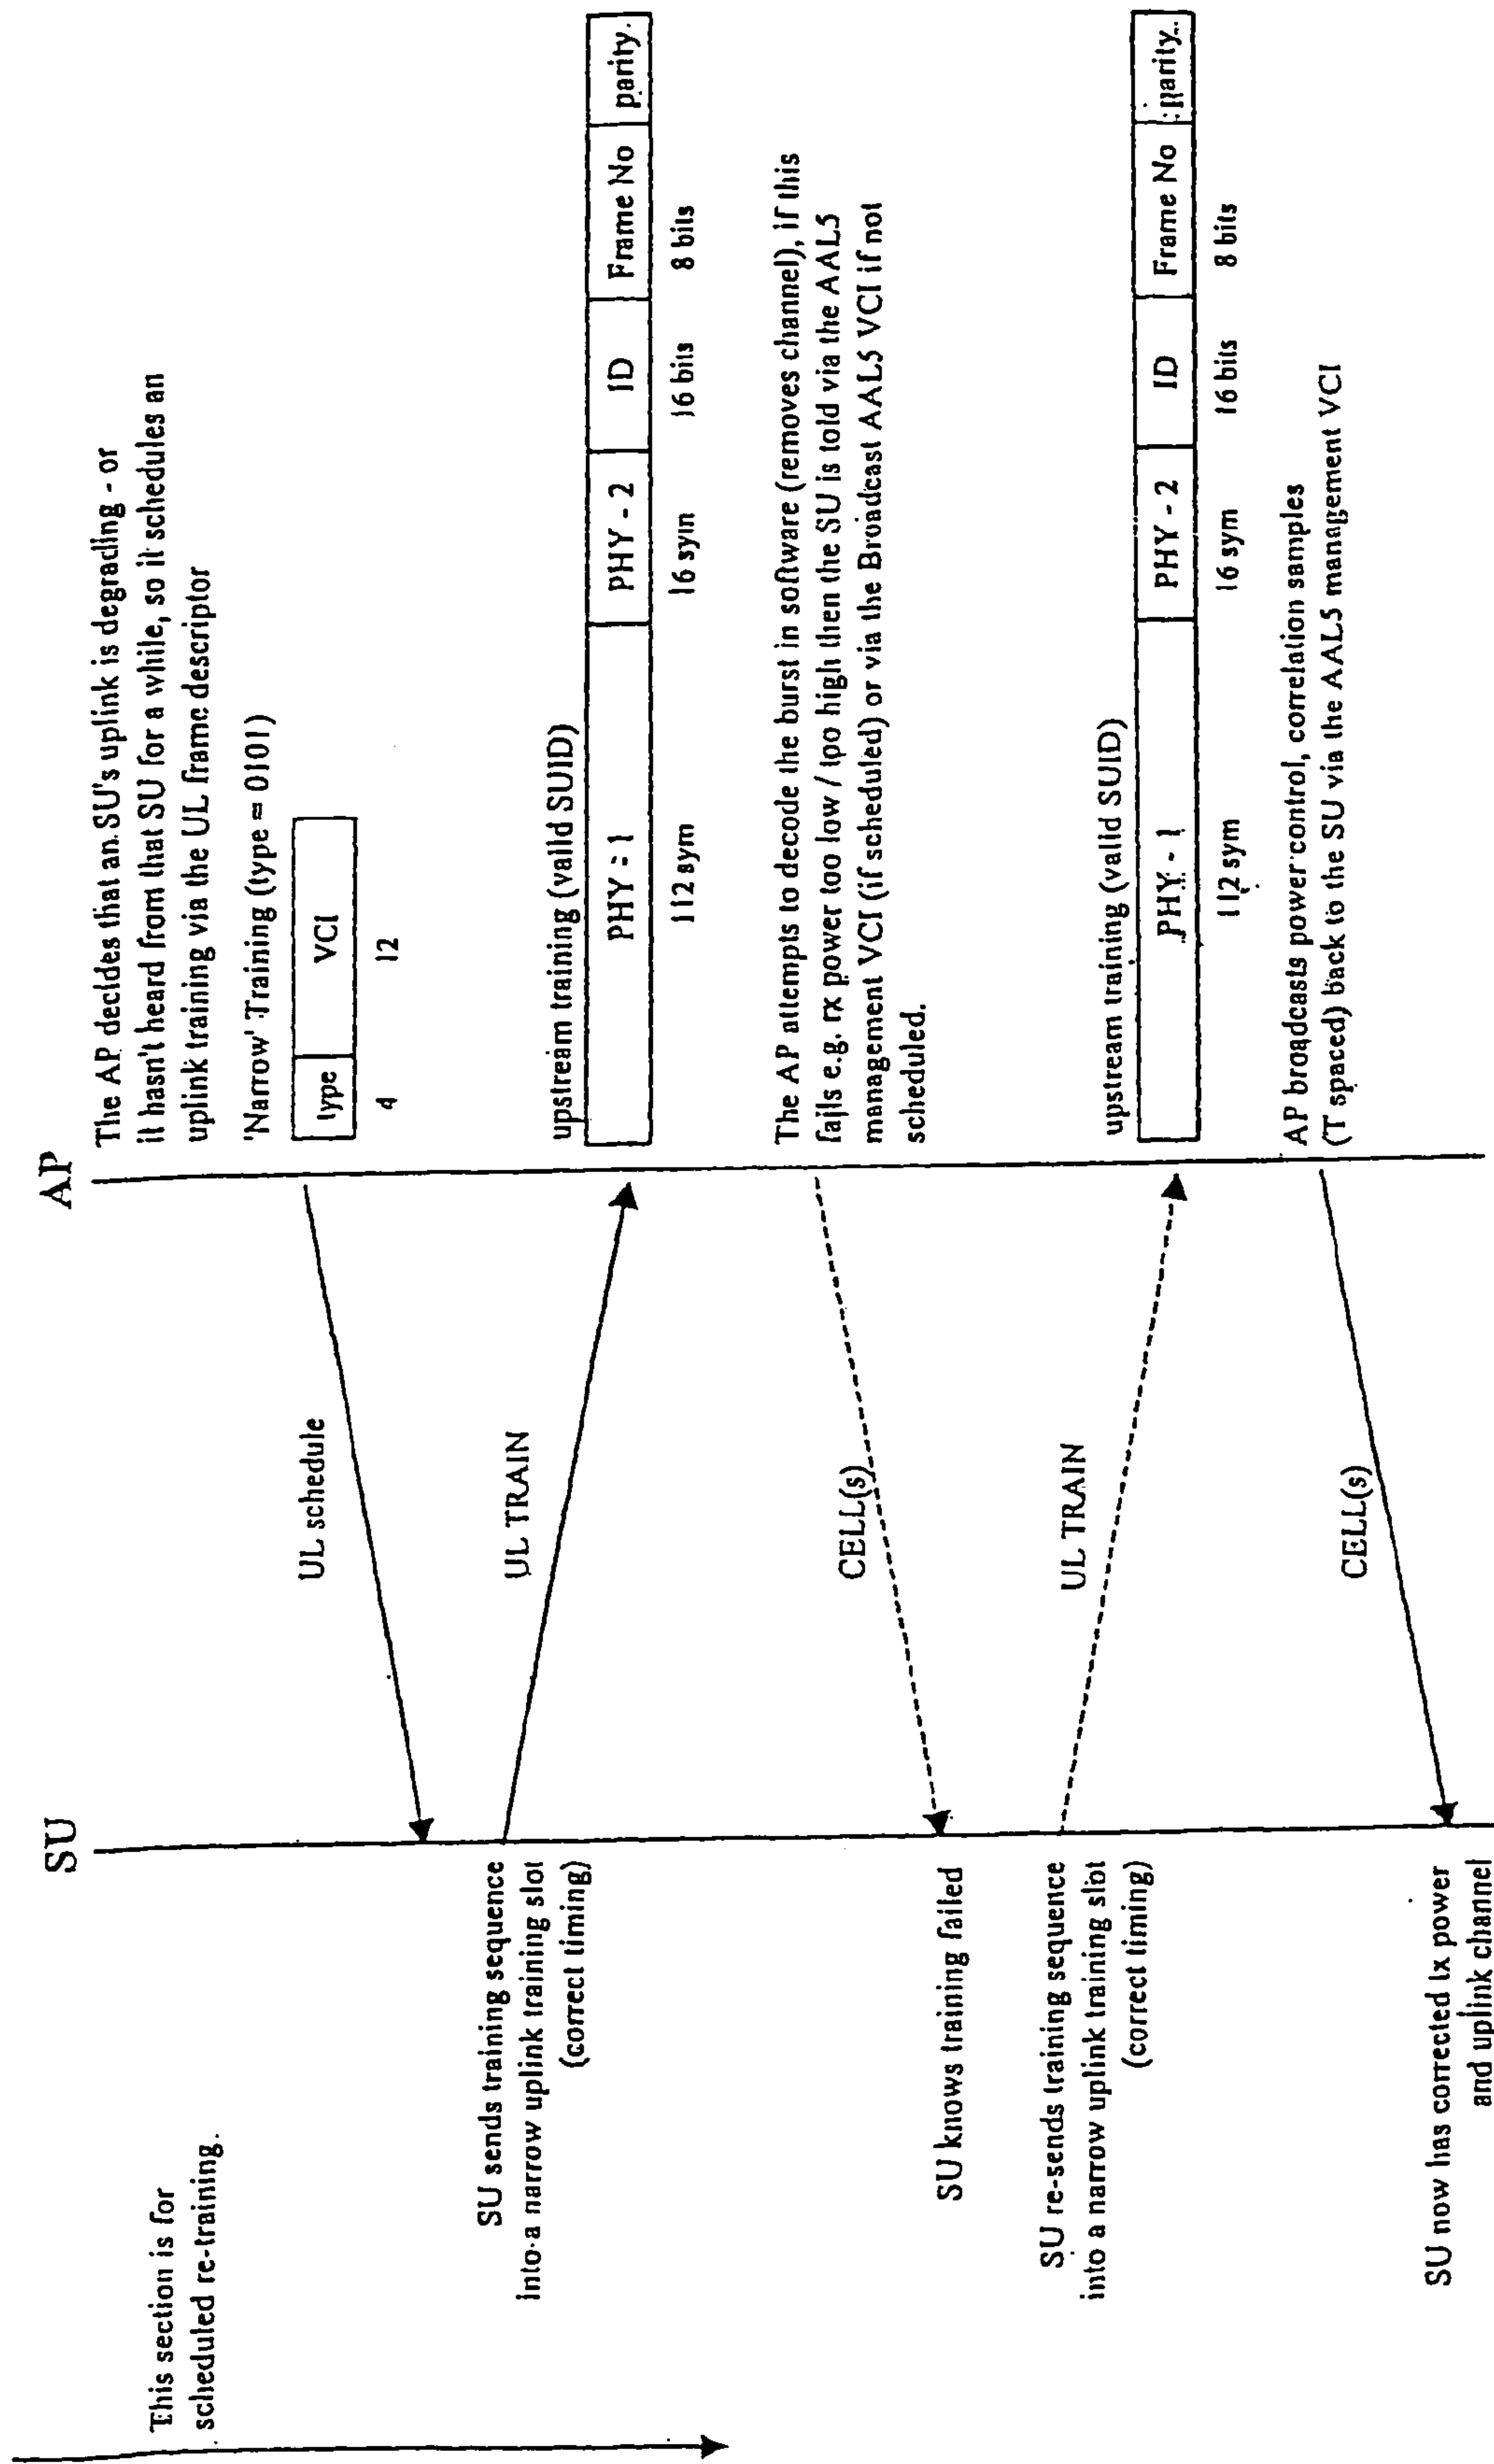 This section is for
scheduled re-training.
SU
AP
The AP decides that an SU's uplink is degrading - or
it hasn't heard from that SU for a while, so it schedules an
uplink training via the UL frame descriptor
'Narrow' Training (type = 0101)
type
VCI
4
12
UL schedule
SU sends training sequence
into a narrow uplink training slot
(correct timing)
UL TRAIN
upstream training (valid SUID)
PHY - 1
PHY - 2
ID
Frame No
parity
112 sym
16 sym
16 bits
8 bits
The AP attempts to decode the burst in software (removes channel), if this
fails e.g. rx power too low / too high then the SU is told via the AAL5
management VCI (if scheduled) or via the Broadcast AAL5 VCI if not
scheduled.
CELL(s)
SU knows training failed
SU re-sends training sequence
into a narrow uplink training slot
(correct timing)
UL TRAIN
upstream training (valid SUID)
PHY - 1
PHY - 2
ID
Frame No
parity
112 sym
16 sym
16 bits
8 bits
AP broadcasts power control, correlation samples
(T spaced) back to the SU via the AAL5 management VCI
CELL(s)
SU now has corrected tx power
and uplink channel